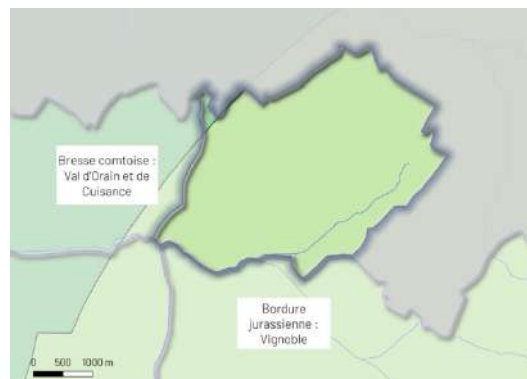 Bresse comtoise :
Val d'Orain et de
Cuisance
Bordure
jurassienne :
Vignoble
0 500 1000 m